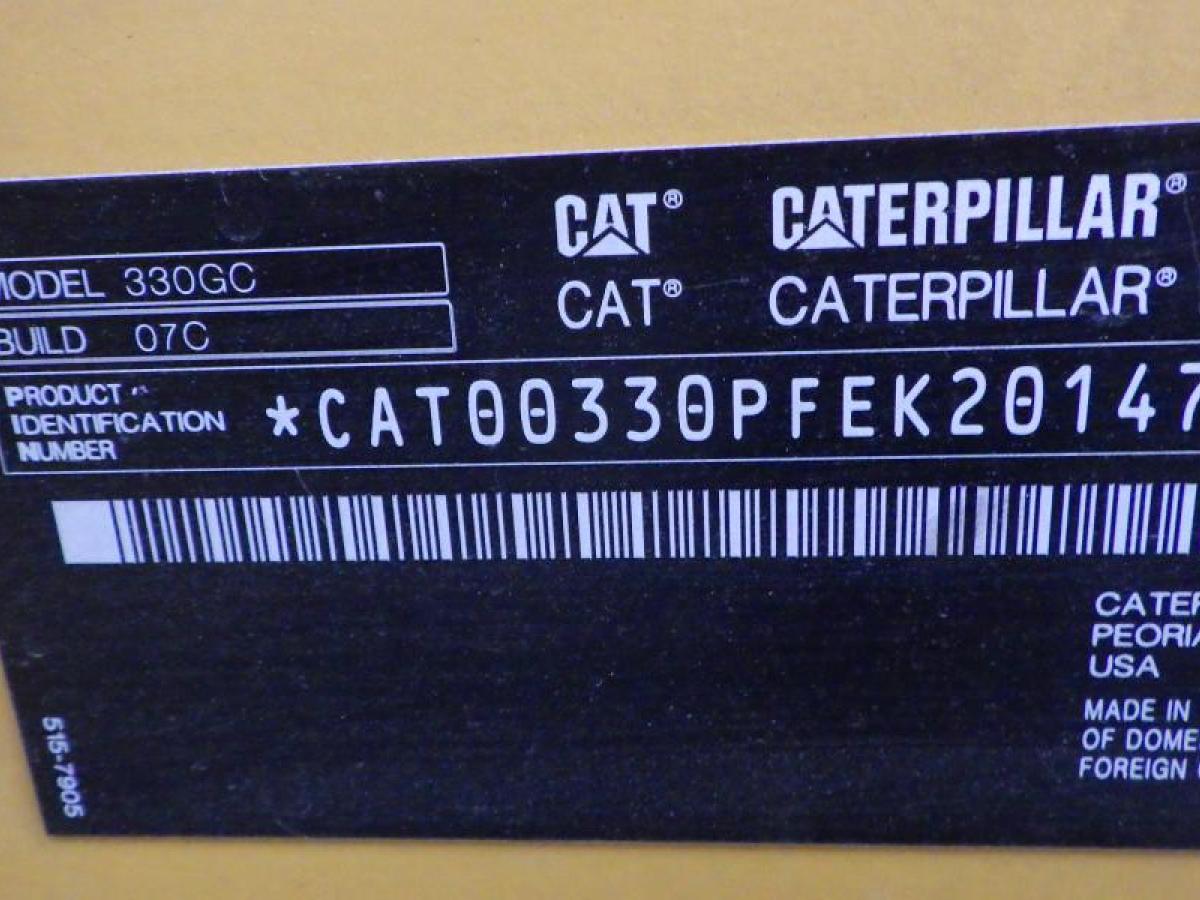 CAT® CATERPILLAR®
CAT® CATERPILLAR®
MODEL 330GC
BUILD 07C
PRODUCT
IDENTIFICATION
NUMBER
*CAT00330PFEK20147
CATER
PEORIA
USA
MADE IN
OF DOME
FOREIGN
515-7905